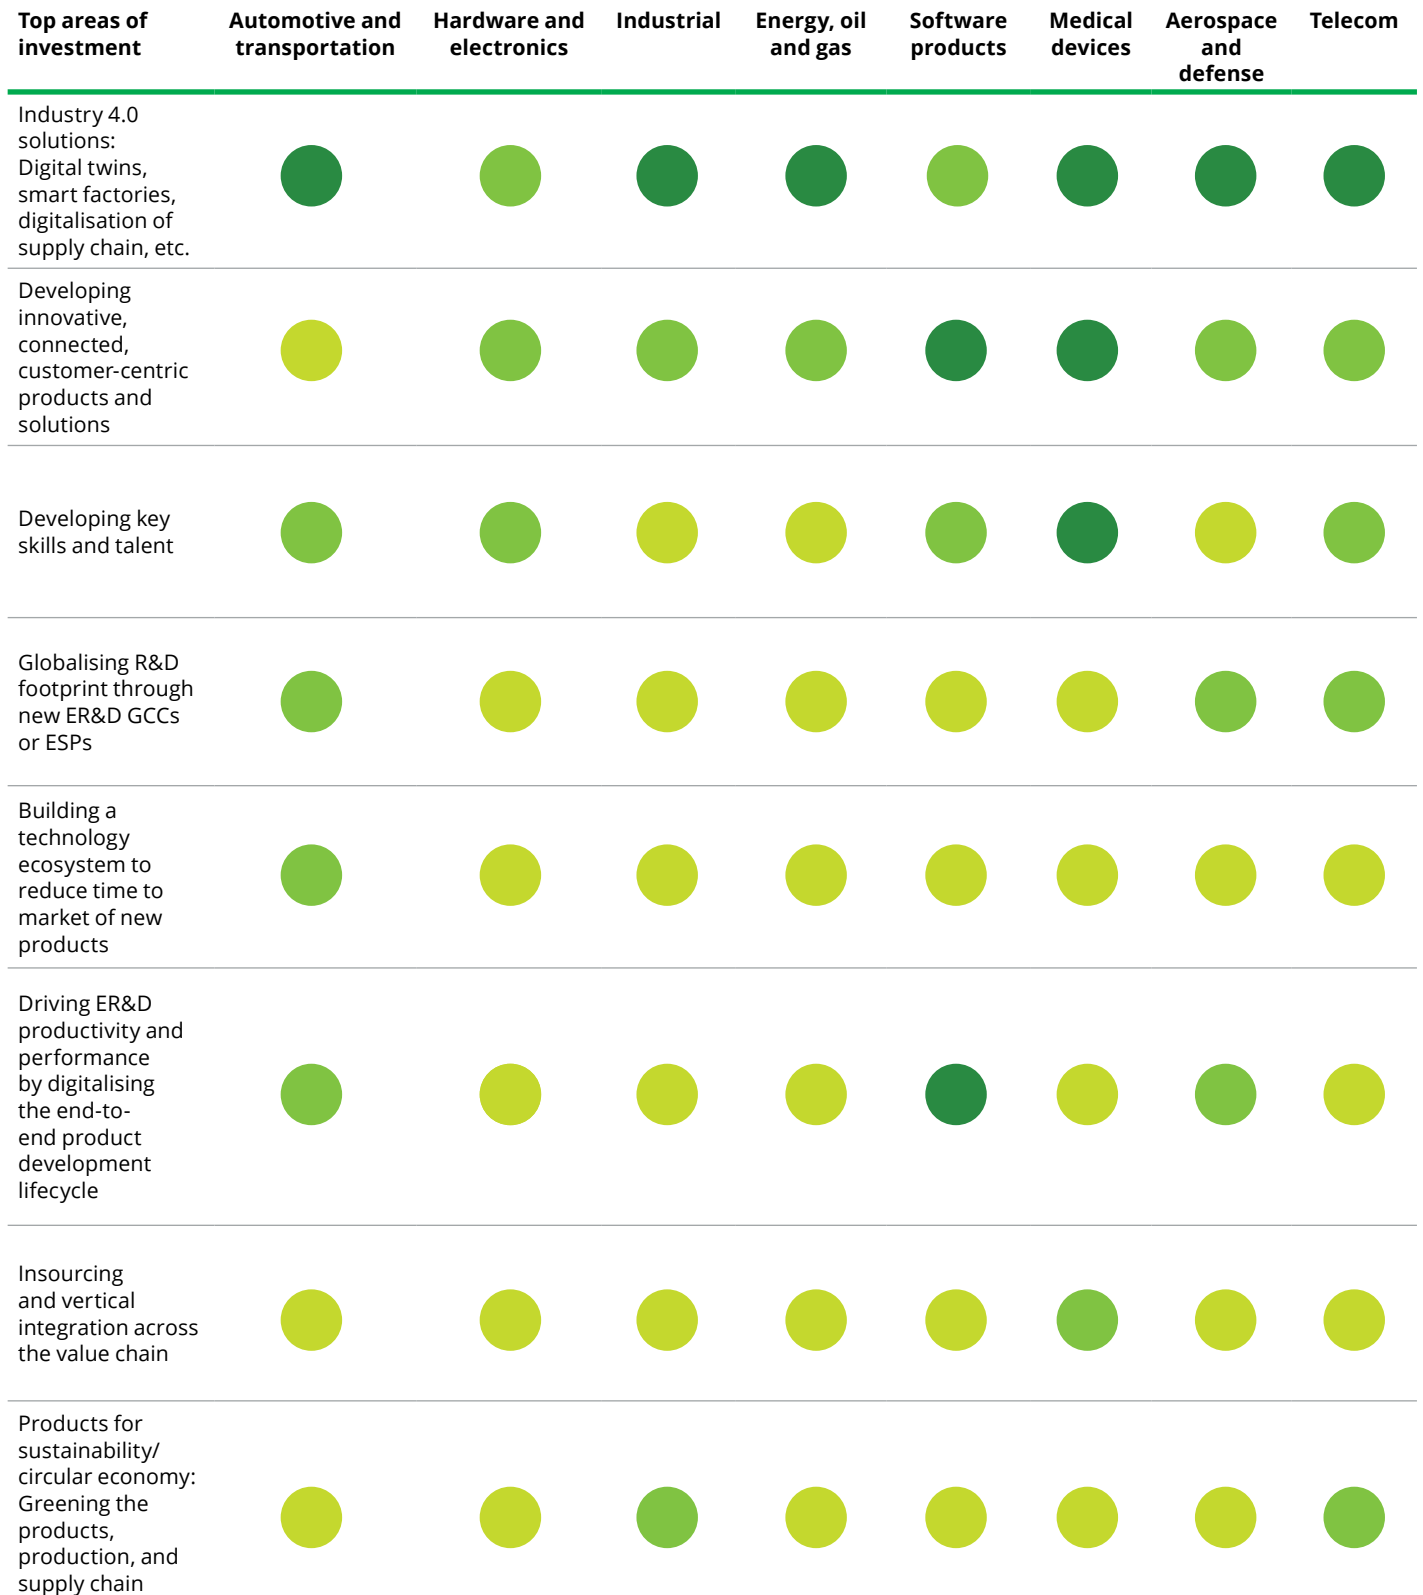 Top areas of
investment
Automotive and
transportation
Hardware and
electronics
Industrial
Energy, oil
and gas
Software
products
Medical
devices
Aerospace
and
defense
Telecom
Industry 4.0
solutions:
Digital twins,
smart factories,
digitalisation of
supply chain, etc.
Developing
innovative,
connected,
customer-centric
products and
solutions
Developing key
skills and talent
Globalising R&D
footprint through
new ER&D GCCs
or ESPs
Building a
technology
ecosystem to
reduce time to
market of new
products
Driving ER&D
productivity and
performance
by digitalising
the end-to-
end product
development
lifecycle
Insourcing
and vertical
integration across
the value chain
Products for
sustainability/
circular economy:
Greening the
products,
production, and
supply chain